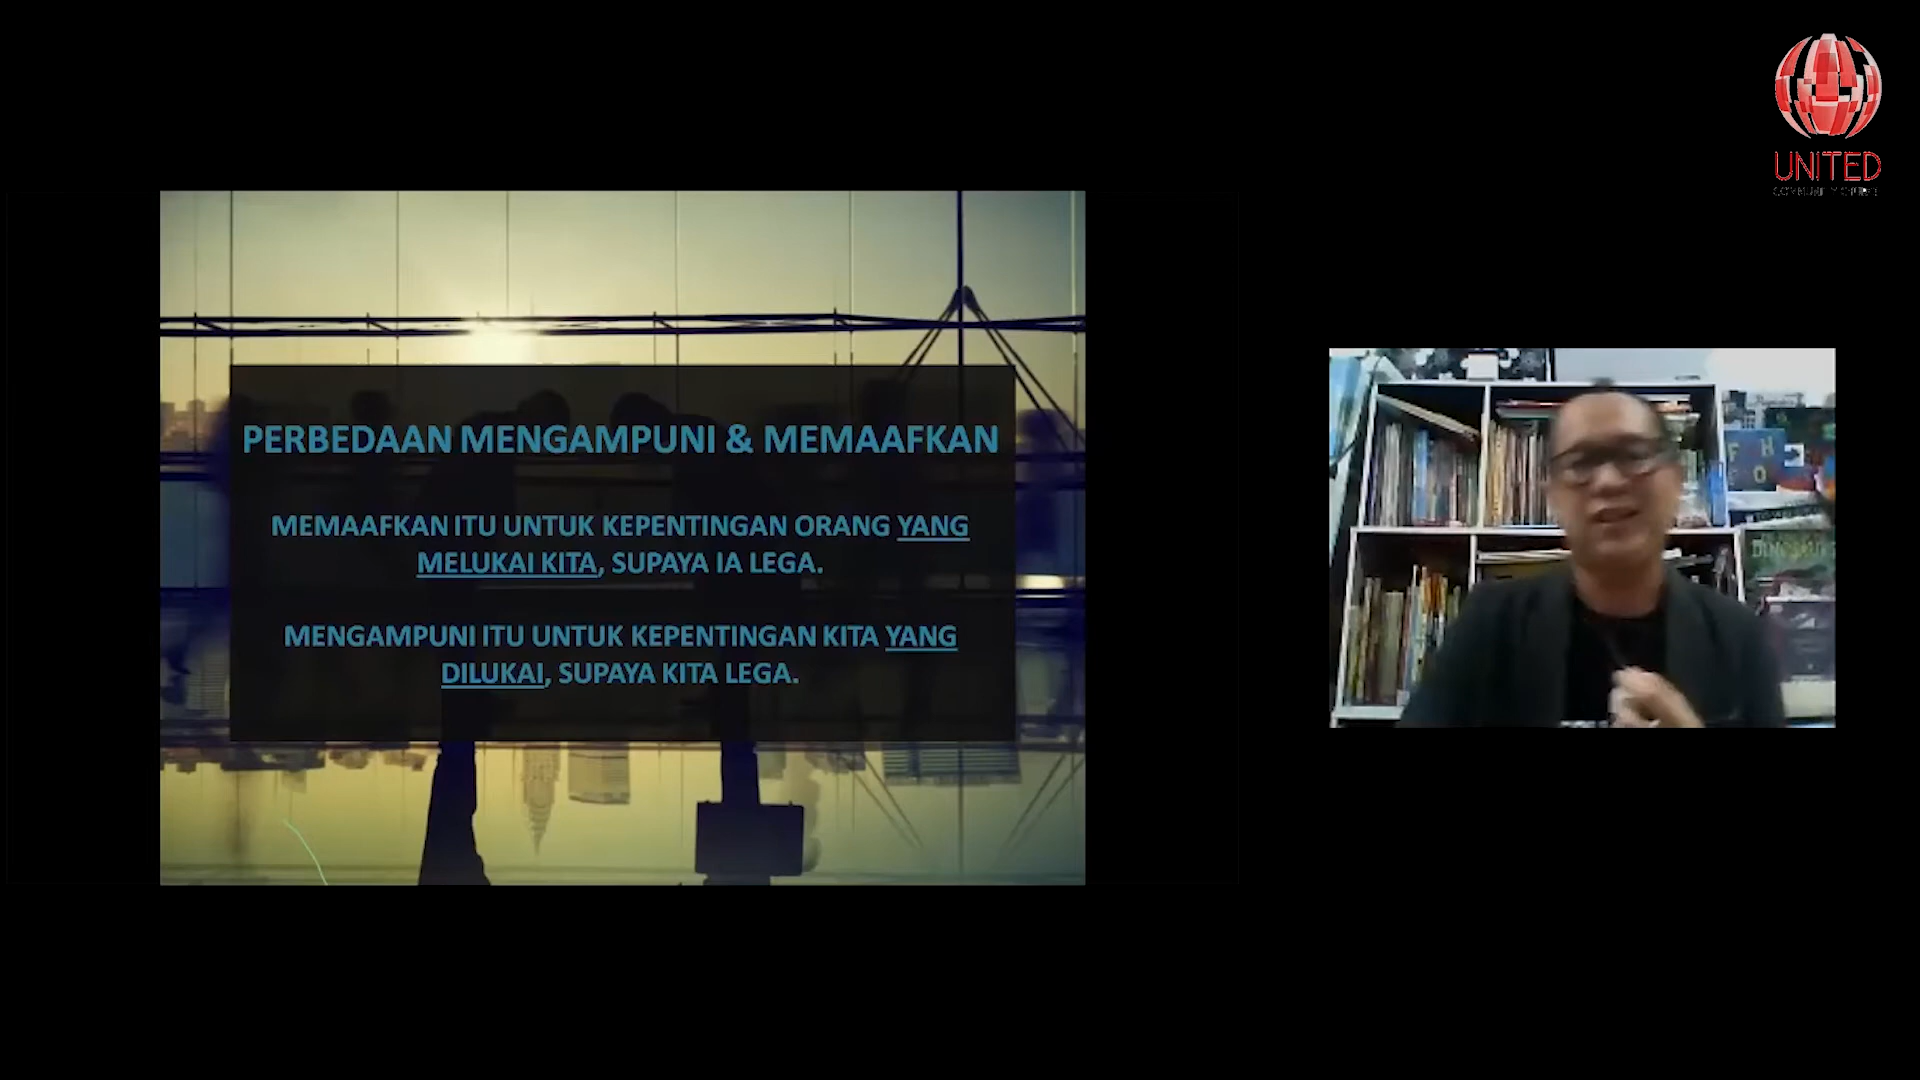 UNITED
PERBEDAAN MENGAMPUNI & MEMAAFKAN
MEMAAFKAN ITU UNTUK KEPENTINGAN ORANG YANG
MELUKAI KITA, SUPAYA IA LEGA.
MENGAMPUNI ITU UNTUK KEPENTINGAN KITA YANG
DILUKAI, SUPAYA KITA LEGA.